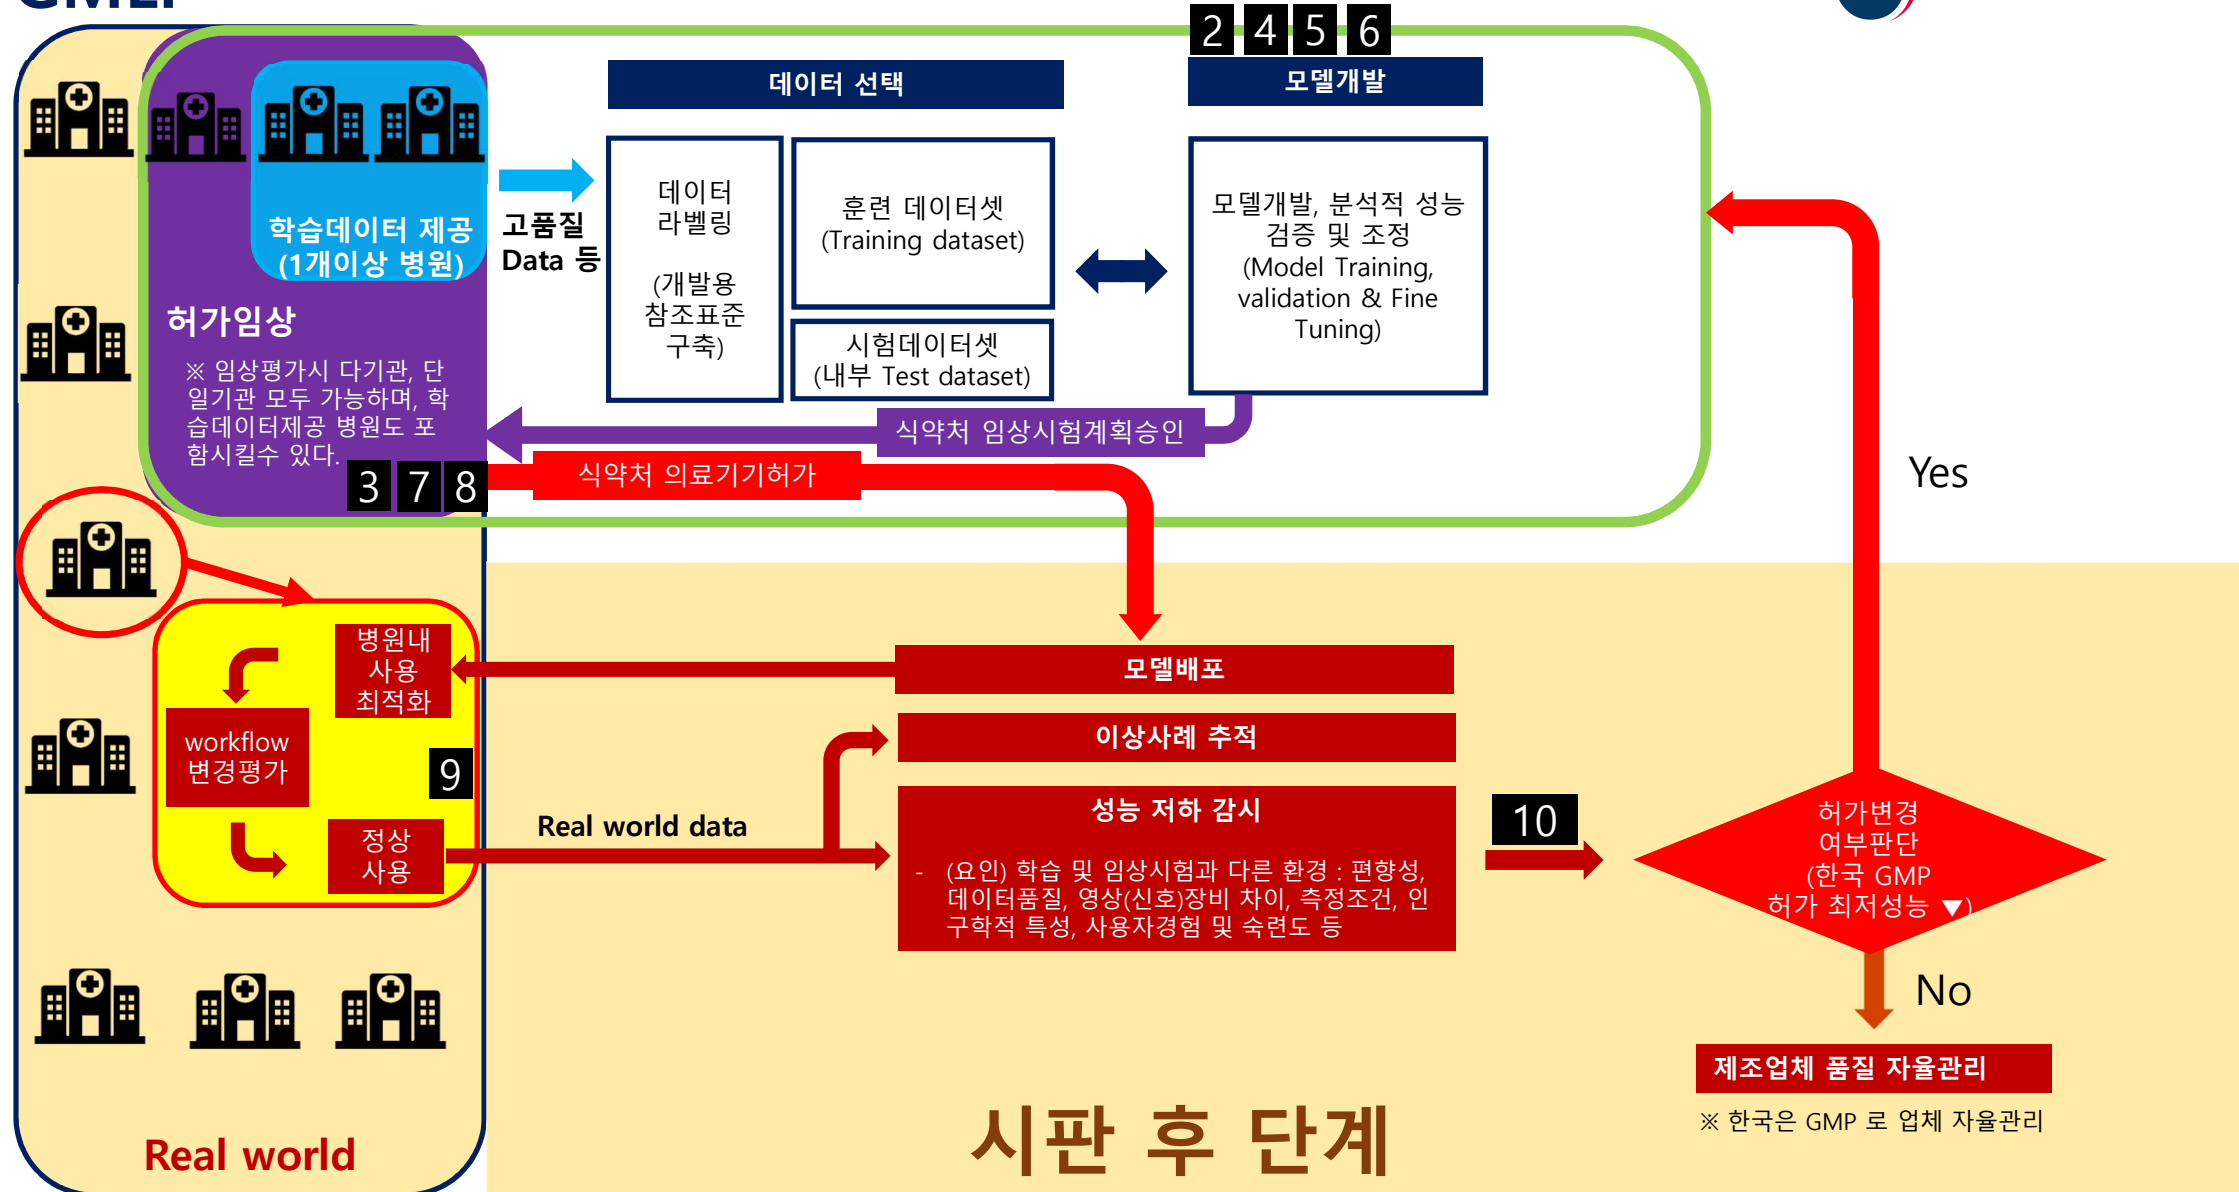 2 4 5 6
데이터 선택
모델개발
학습데이터 제공
(1개이상 병원)
고품질
Data 등
데이터
라벨링
(개발용
참조표준
구축)
훈련 데이터셋
(Training dataset)
시험데이터셋
(내부 Test dataset)
모델개발, 분석적 성능
검증 및 조정
(Model Training,
validation & Fine
Tuning)
허가임상
※ 임상평가시 다기관, 단
일기관 모두 가능하며, 학
습데이터제공 병원도 포
함시킬수 있다.
3 7 8
식약처 임상시험계획승인
식약처 의료기기허가
Yes
병원내
사용
최적화
workflow
변경평가
9
정상
사용
Real world data
모델배포
이상사례 추적
성능 저하 감시
- (요인) 학습 및 임상시험과 다른 환경 : 편향성,
데이터품질, 영상(신호)장비 차이, 측정조건, 인
구학적 특성, 사용자경험 및 숙련도 등
10
허가변경
여부판단
(한국 GMP
허가 최저성능 ▼)
No
제조업체 품질 자율관리
※ 한국은 GMP 로 업체 자율관리
Real world
시판 후 단계